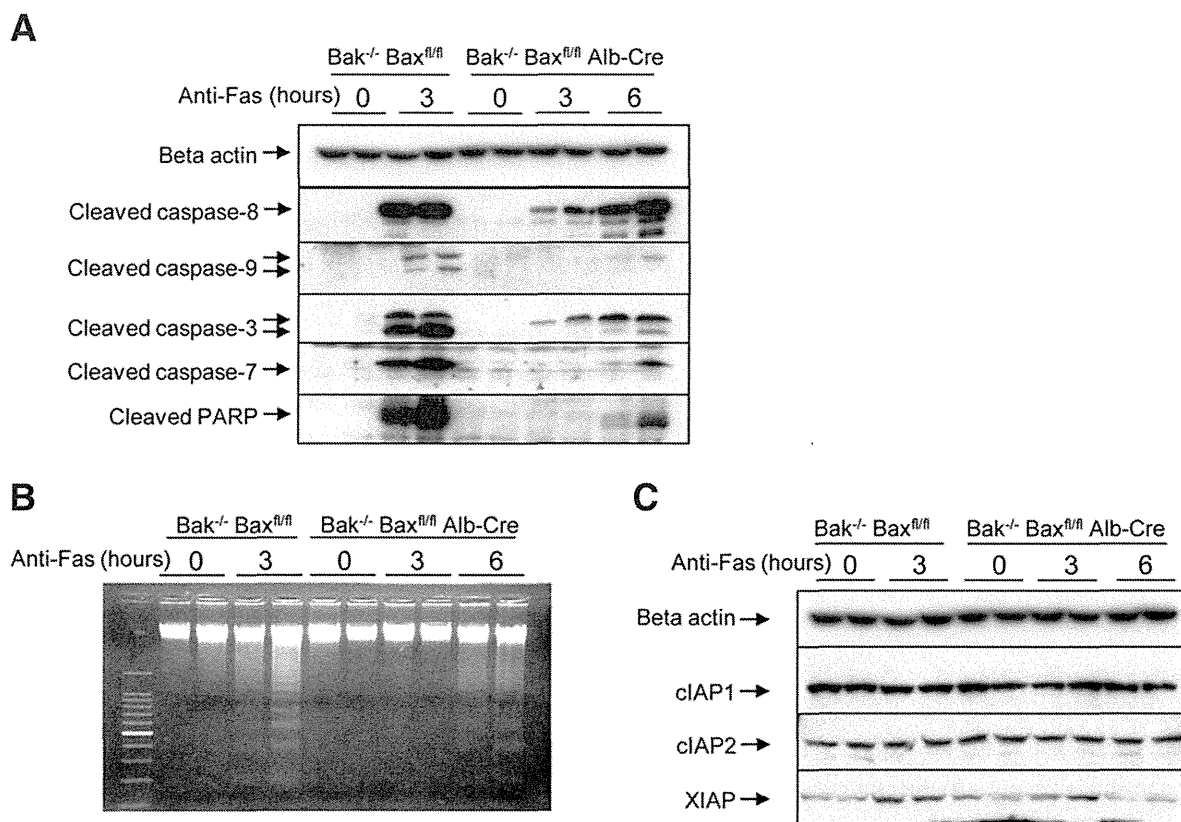 A
Bak-/- Baxfl/fl Bak-/- Baxfl/fl Alb-Cre
Anti-Fas (hours) 0 3 0 3 6
Beta actin
Cleaved caspase-8
Cleaved caspase-9
Cleaved caspase-3
Cleaved caspase-7
Cleaved PARP
B
Bak-/- Baxfl/fl Bak-/- Baxfl/fl Alb-Cre
Anti-Fas (hours) 0 3 0 3 6
C
Bak-/- Baxfl/fl Bak-/- Baxfl/fl Alb-Cre
Anti-Fas (hours) 0 3 0 3 6
Beta actin
cIAP1
cIAP2
XIAP